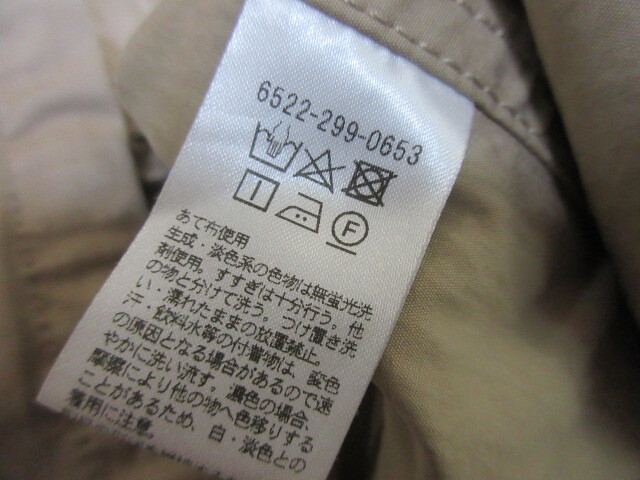 6522-299-0653
F
あて布使用
生成・淡色系の色物は無蛍光洗
剤使用。すすぎは十分行う。他
の物と分けて洗う。つけ置き洗
い、濡れたままの放置禁止。
汗、飲料水等の付着物は、変色
の原因となる場合があるので速
やかに洗い流す。濃色の場合、
摩擦により他の物へ色移りする
ことがあるため、白・淡色との
着用に注意。